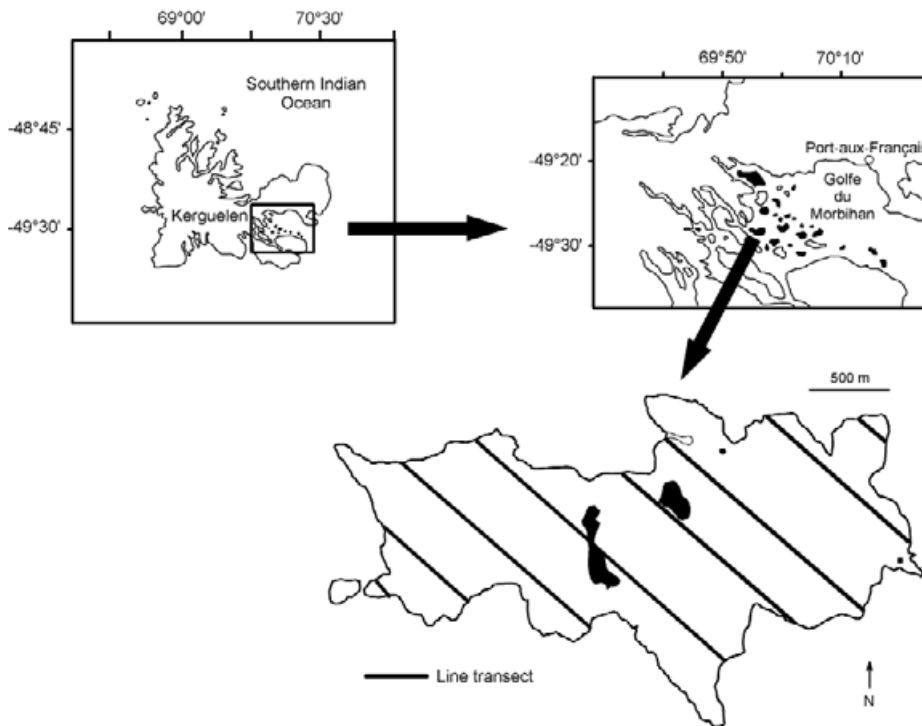 69°00' 70°30'
Southern Indian
Ocean
-48°45'
Kerguelen
-49°30'
69°50' 70°10'
Port-aux-Français
-49°20'
Golfe
du
Morbihan
-49°30'
500 m
Line transect
N